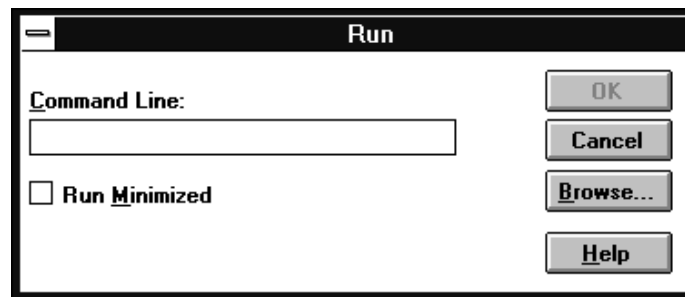 Run
Command Line:
OK
Cancel
Run Minimized
Browse...
Help